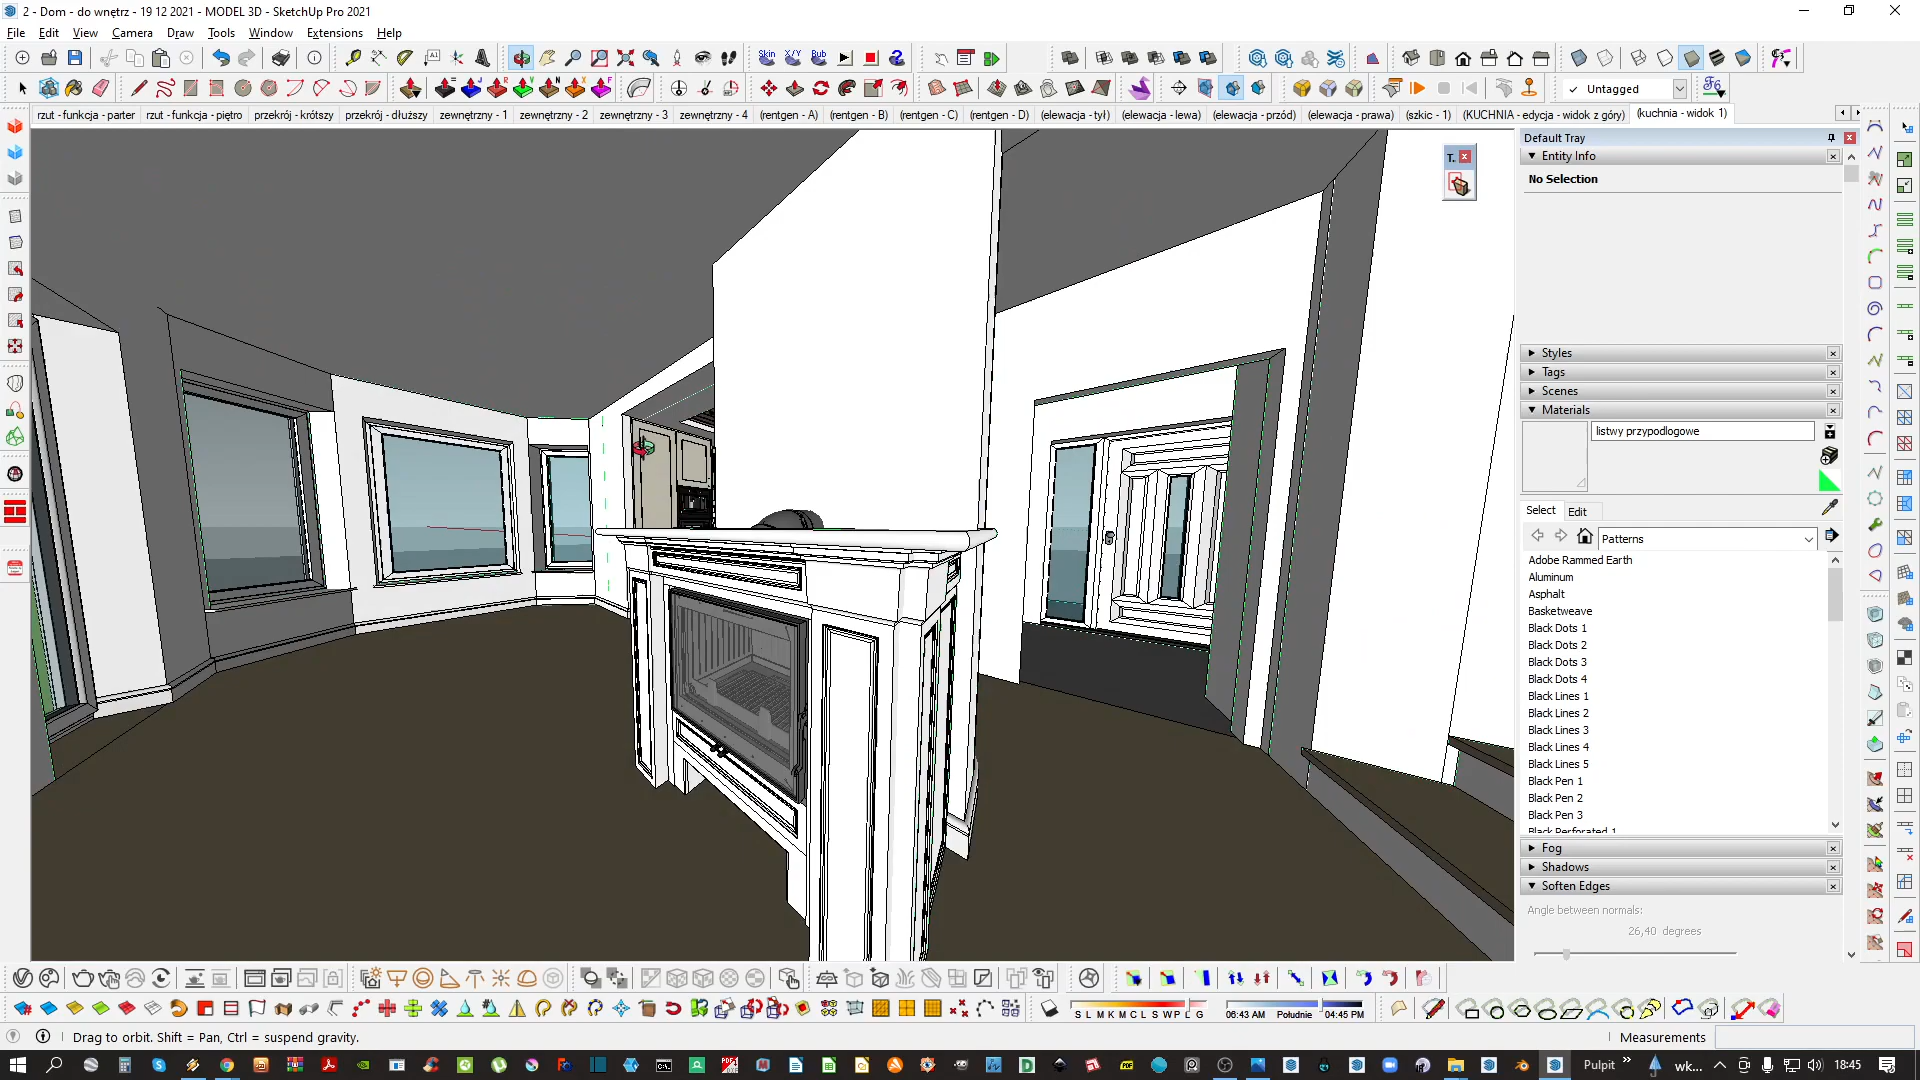 2 - Dom - do wnętrz - 19 12 2021 - MODEL 3D - SketchUp Pro 2021
File Edit View Camera Draw Tools Window Extensions Help
Skin X/Y Bub
Untagged
rzut - funkcja - parter rzut - funkcja - piętro przekrój - krótszy przekrój - dłuższy zewnętrzny - 1 zewnętrzny - 2 zewnętrzny - 3 zewnętrzny - 4 (rentgen - A) (rentgen - B) (rentgen - C) (rentgen - D) (elewacja - tył) (elewacja - lewa) (elewacja - przód) (elewacja - prawa) (szkic - 1) (KUCHNIA - edycja - widok z góry) (kuchnia - widok 1)
Default Tray
T.
Entity Info
No Selection
Styles
Tags
Scenes
Materials
listwy przypodlogowe
Select Edit
Patterns
Adobe Rammed Earth
Aluminum
Asphalt
Basketweave
Black Dots 1
Black Dots 2
Black Dots 3
Black Dots 4
Black Lines 1
Black Lines 2
Black Lines 3
Black Lines 4
Black Lines 5
Black Pen 1
Black Pen 2
Black Pen 3
Black Perforated 1
Fog
Shadows
Soften Edges
Angle between normals:
26,40 degrees
S L M K M C L S W P L G 06:43 AM Południe 04:45 PM
Drag to orbit. Shift = Pan, Ctrl = suspend gravity. Measurements
Pulpit » wk... 18:45